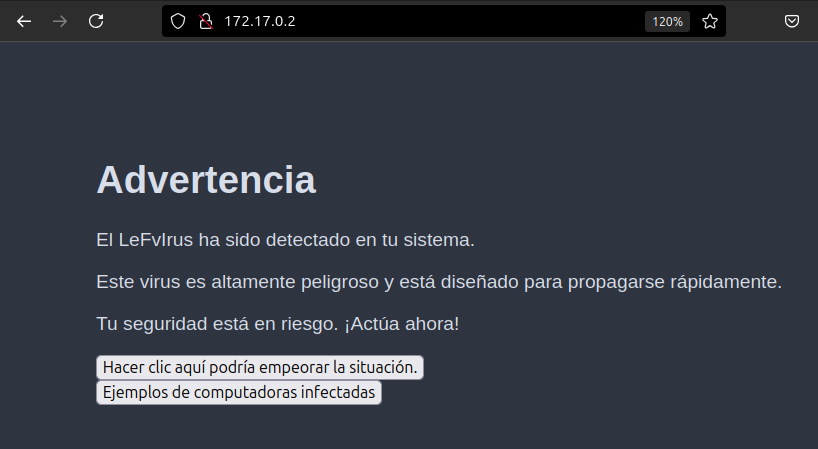 172.17.0.2
120%
Advertencia
El LeFvIrus ha sido detectado en tu sistema.
Este virus es altamente peligroso y está diseñado para propagarse rápidamente.
Tu seguridad está en riesgo. ¡Actúa ahora!
Hacer clic aquí podría empeorar la situación.
Ejemplos de computadoras infectadas